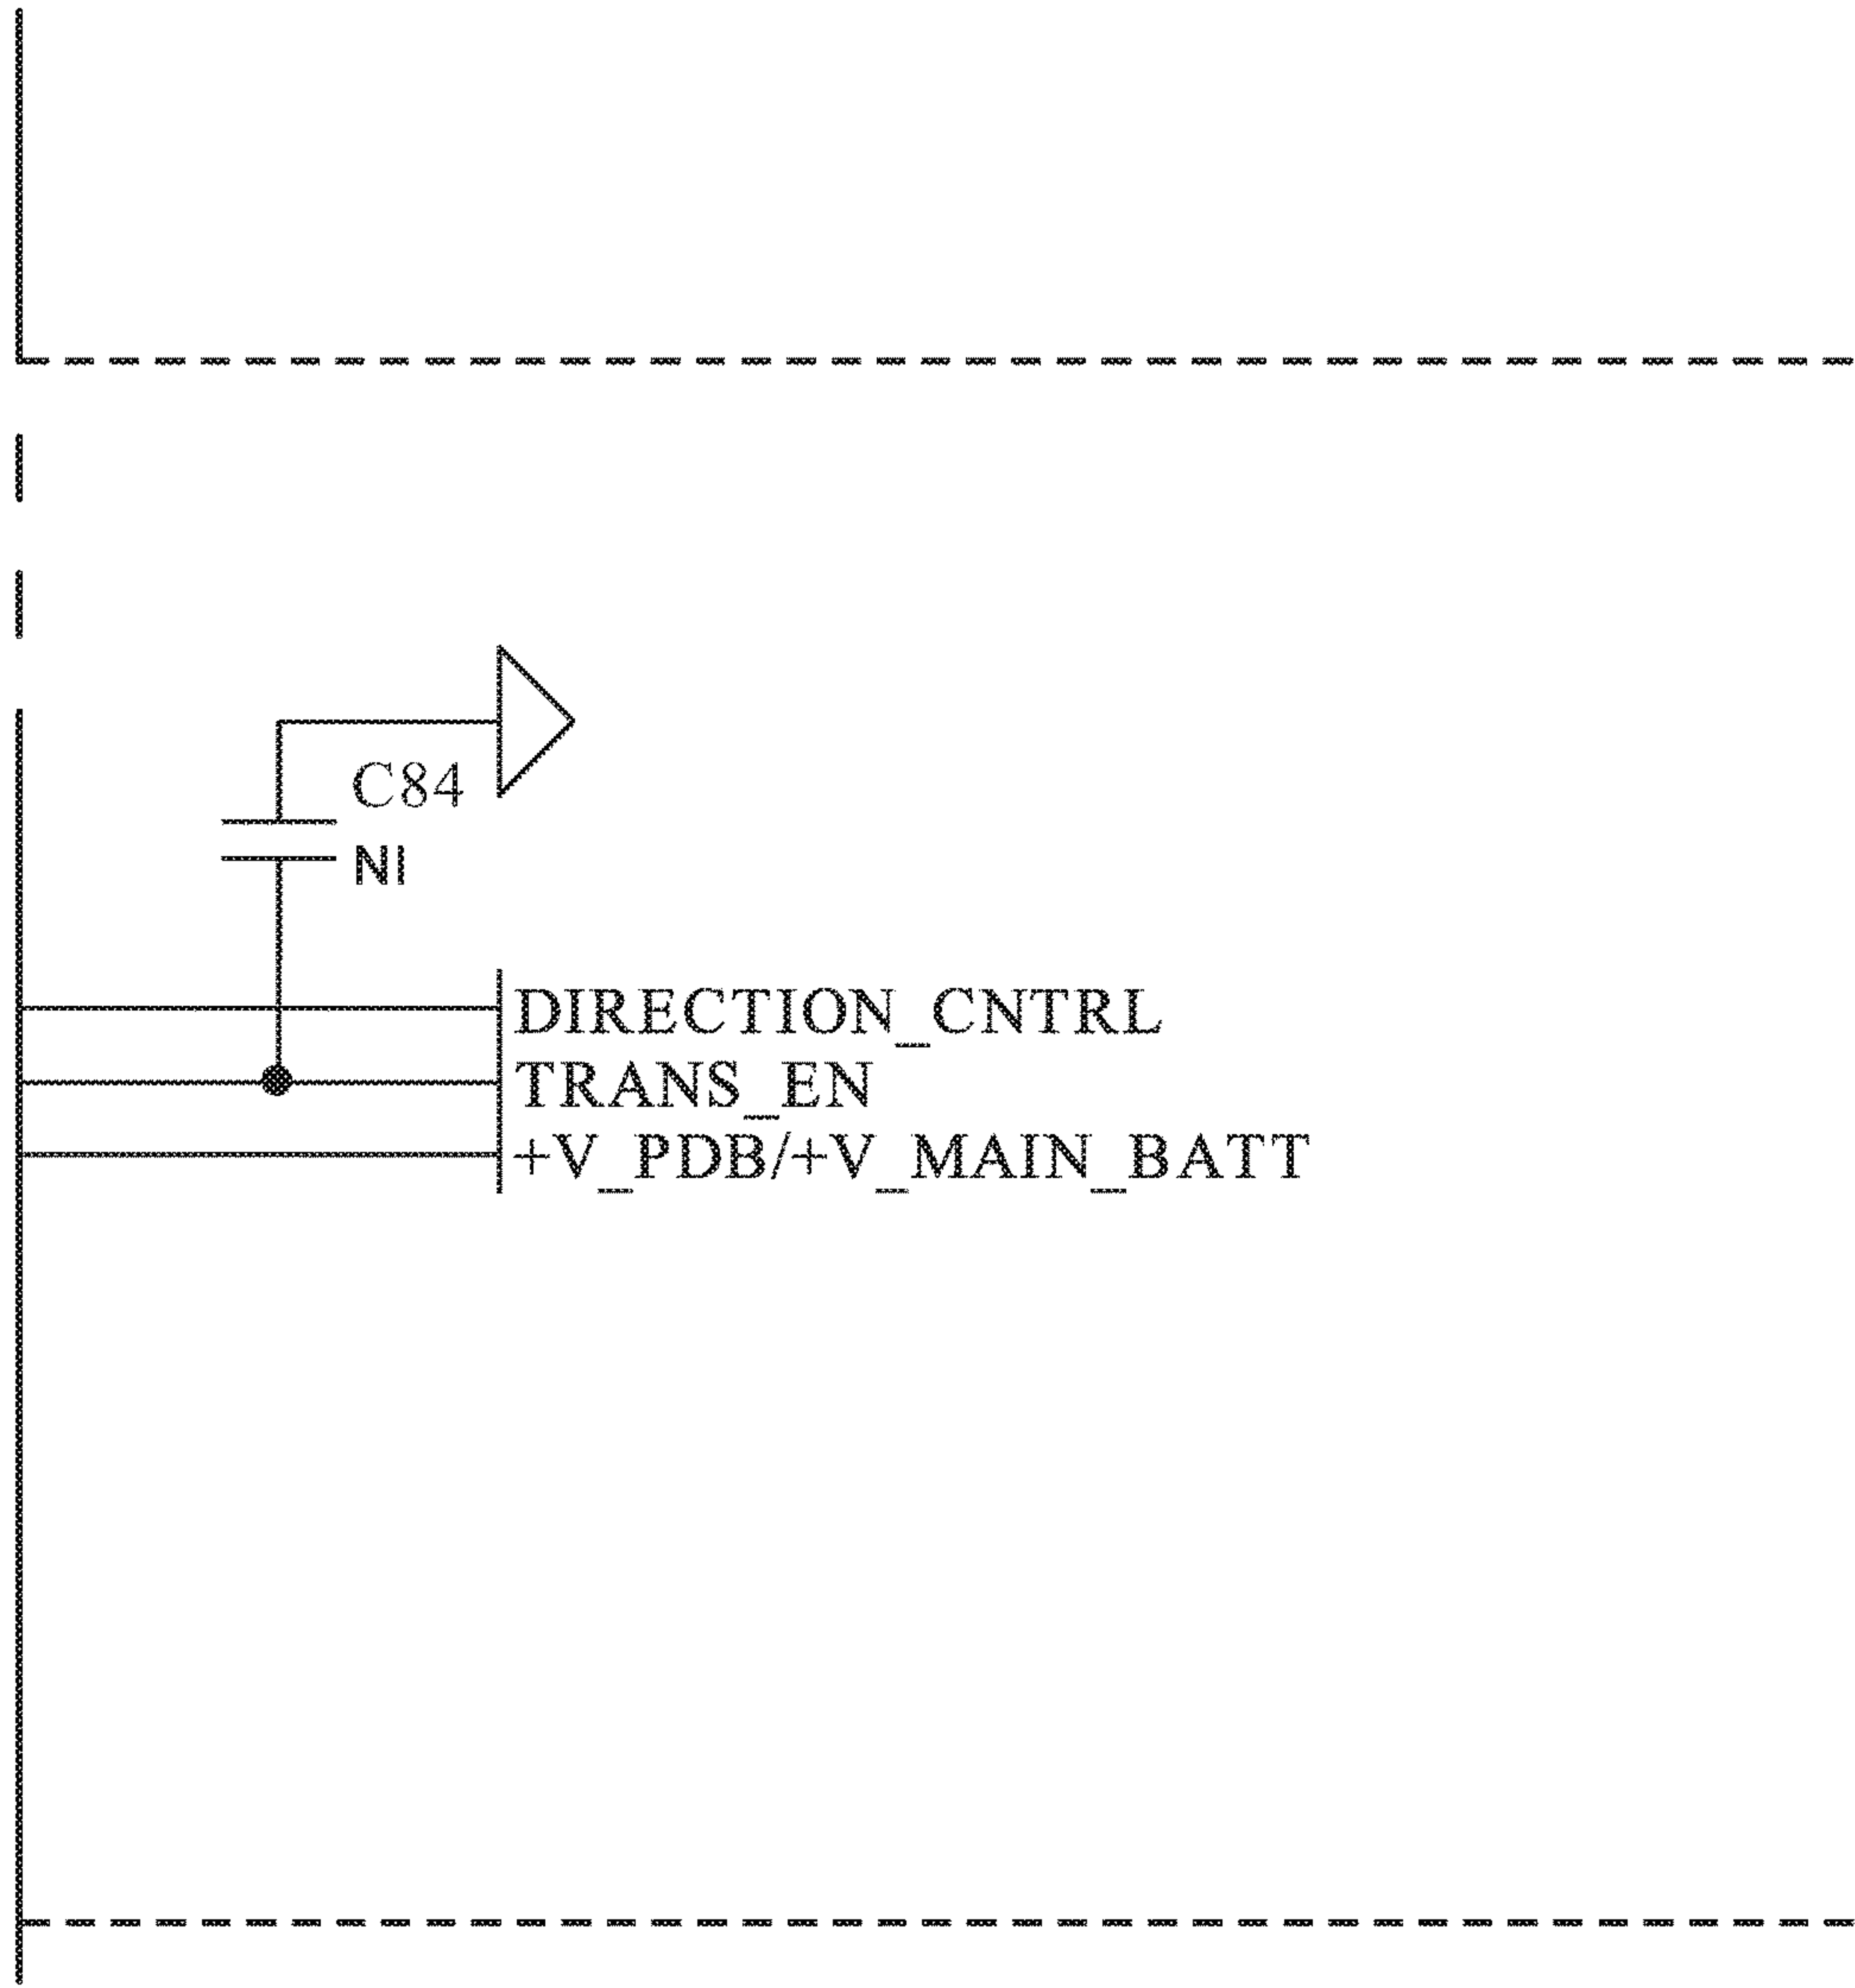 C84
NI
DIRECTION_CNTRL
TRANS_EN
+V_PDB/+V_MAIN_BATT